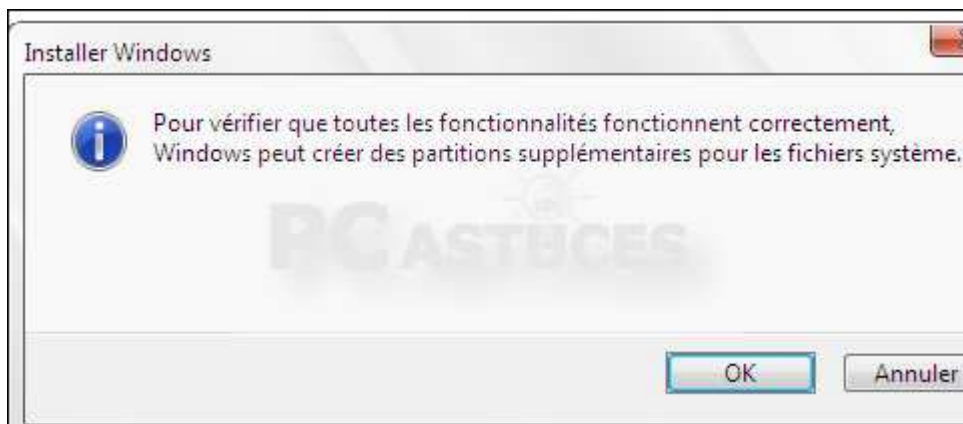 Installer Windows
Pour vérifier que toutes les fonctionnalités fonctionnent correctement,
Windows peut créer des partitions supplémentaires pour les fichiers système.
PC ASTUCES
OK
Annuler